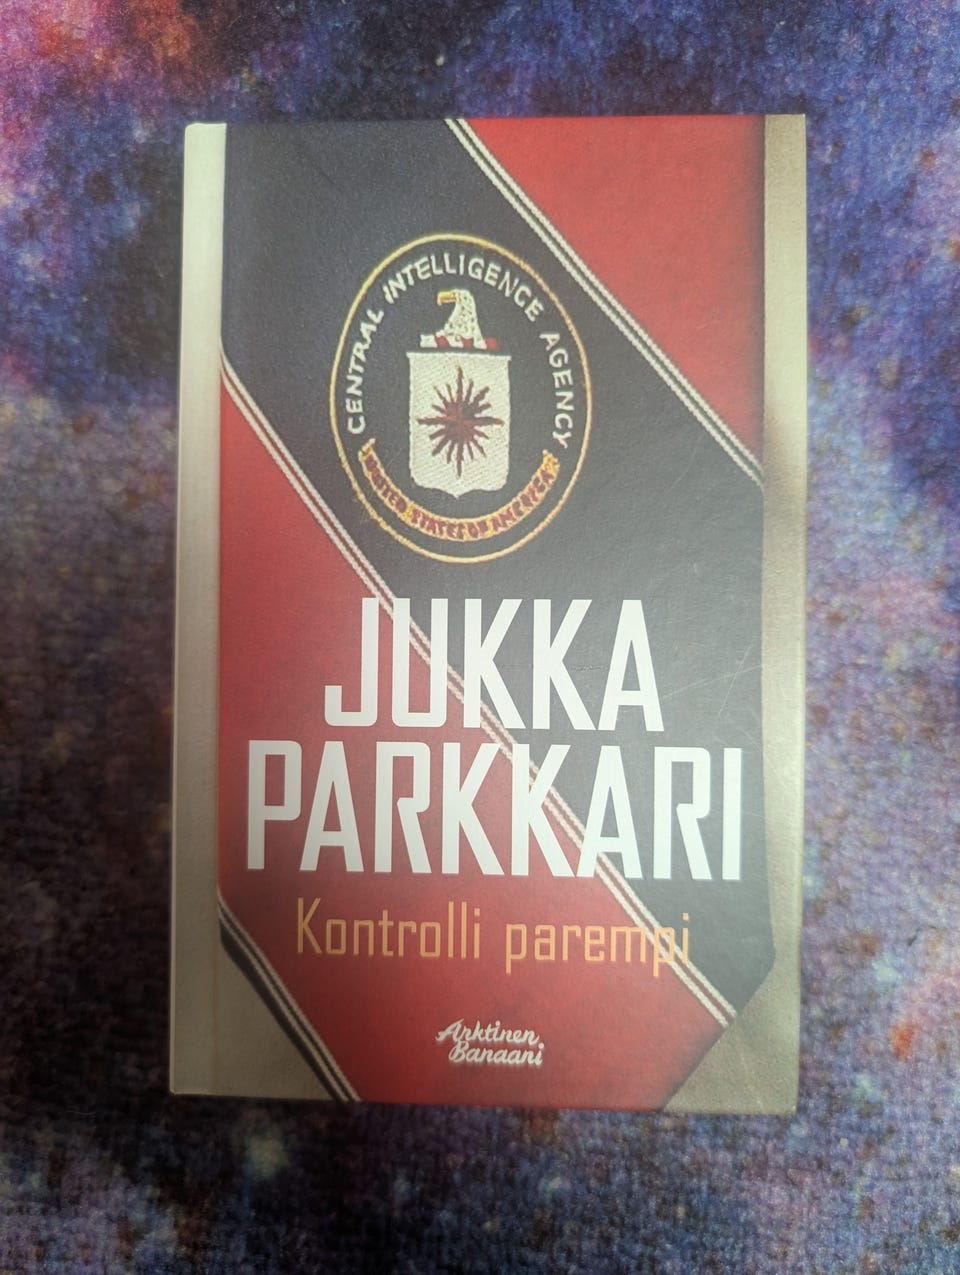 CENTRAL INTELLIGENCE AGENCY
UNITED STATES OF AMERICA
JUKKA
PARKKARI
Kontrolli parempi
Arktinen
Banaani